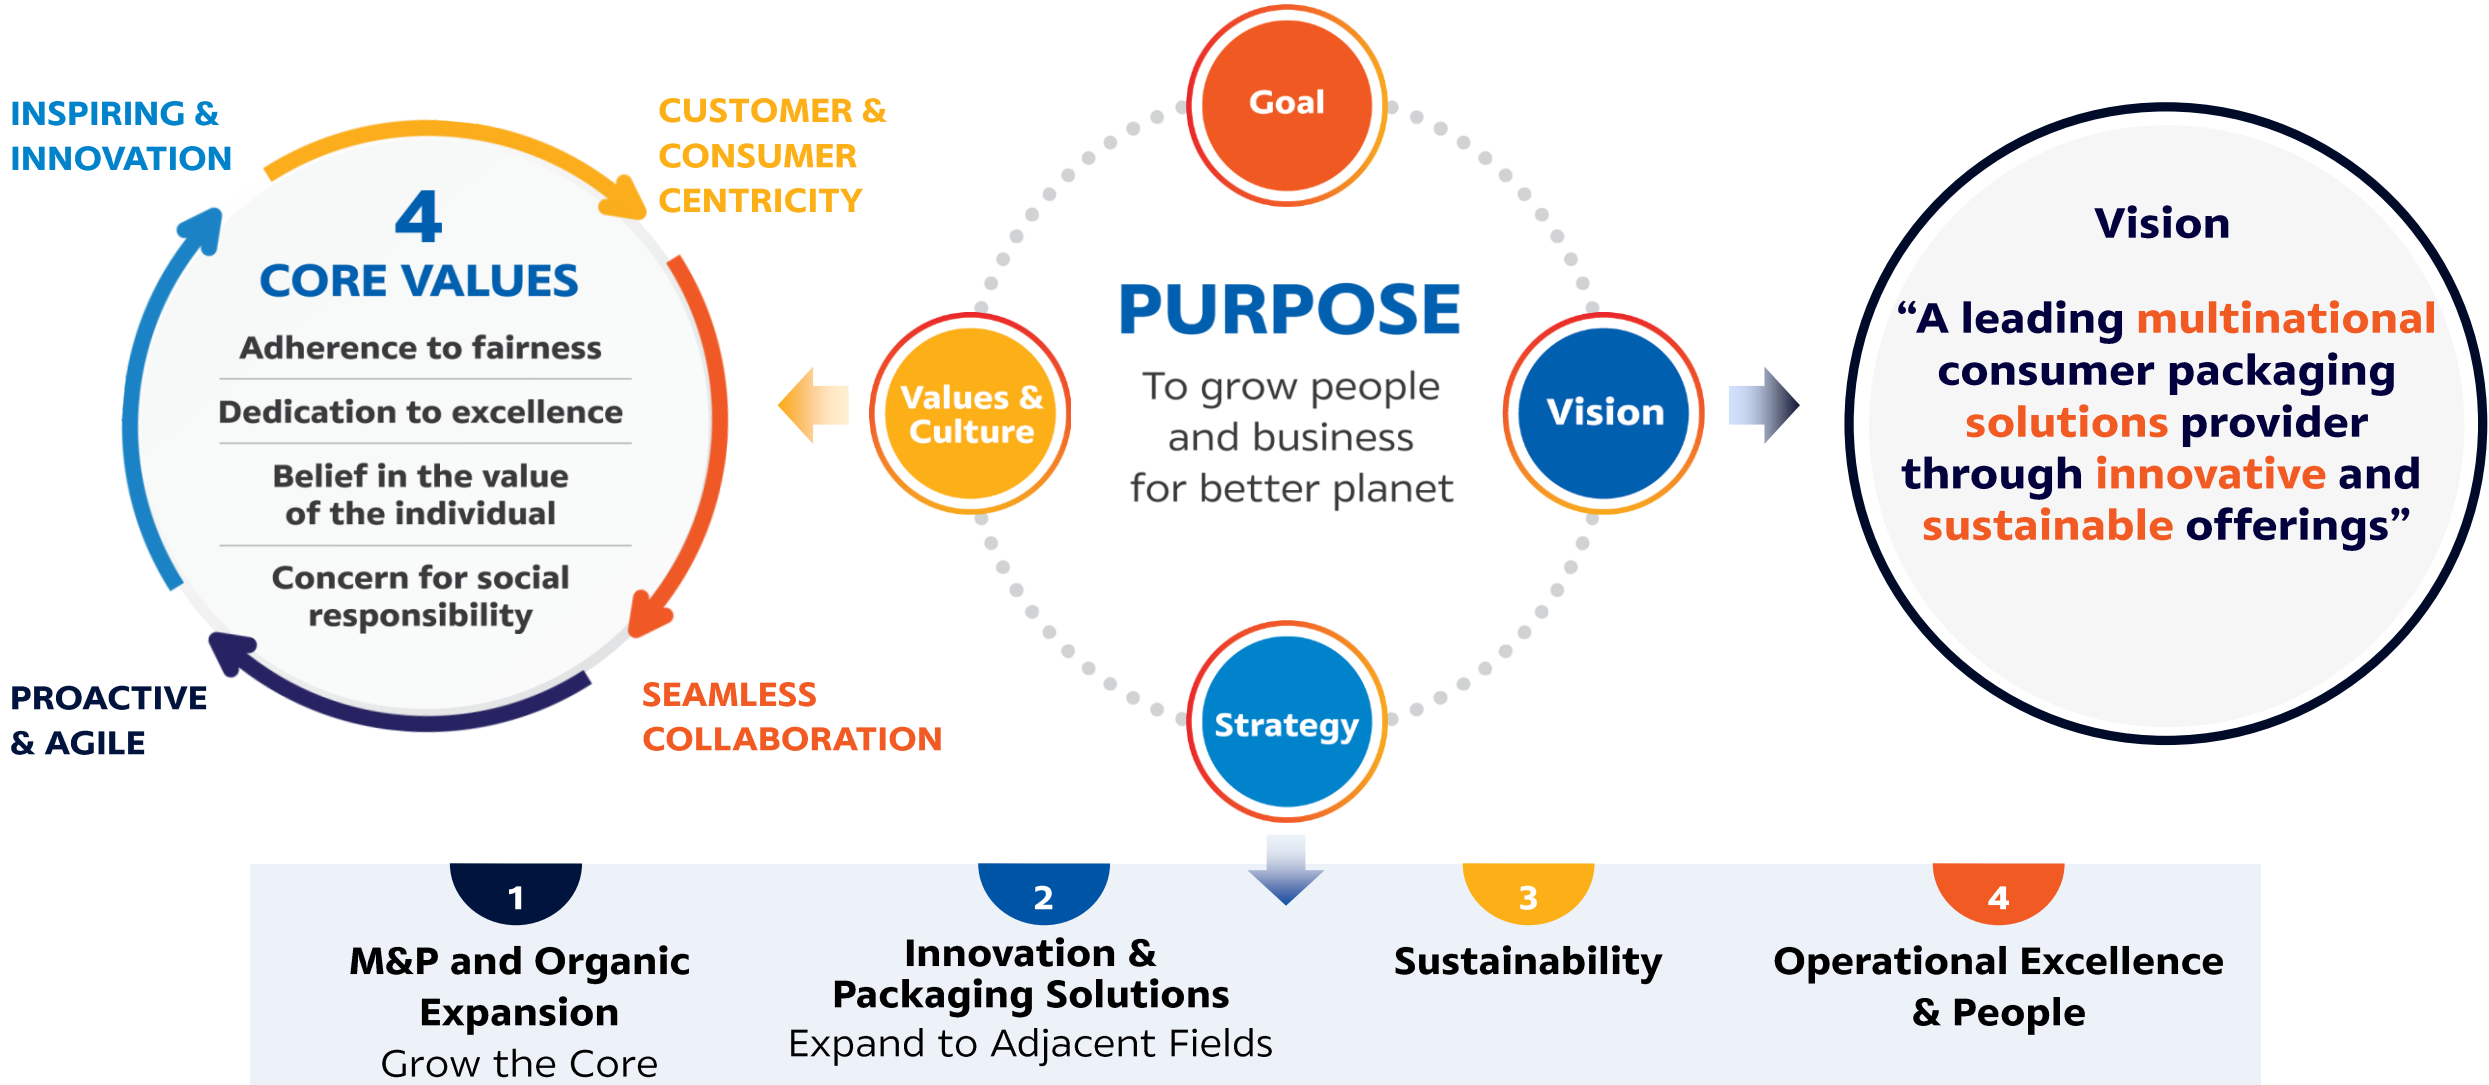 INSPIRING &
INNOVATION
CUSTOMER &
CONSUMER
CENTRICITY
4
CORE VALUES
Adherence to fairness
Dedication to excellence
Belief in the value
of the individual
Concern for social
responsibility
PROACTIVE
& AGILE
SEAMLESS
COLLABORATION
Goal
PURPOSE
To grow people
and business
for better planet
Values &
Culture
Vision
Strategy
Vision
“A leading multinational
consumer packaging
solutions provider
through innovative and
sustainable offerings”
1
M&P and Organic
Expansion
Grow the Core
2
Innovation &
Packaging Solutions
Expand to Adjacent Fields
3
Sustainability
4
Operational Excellence
& People